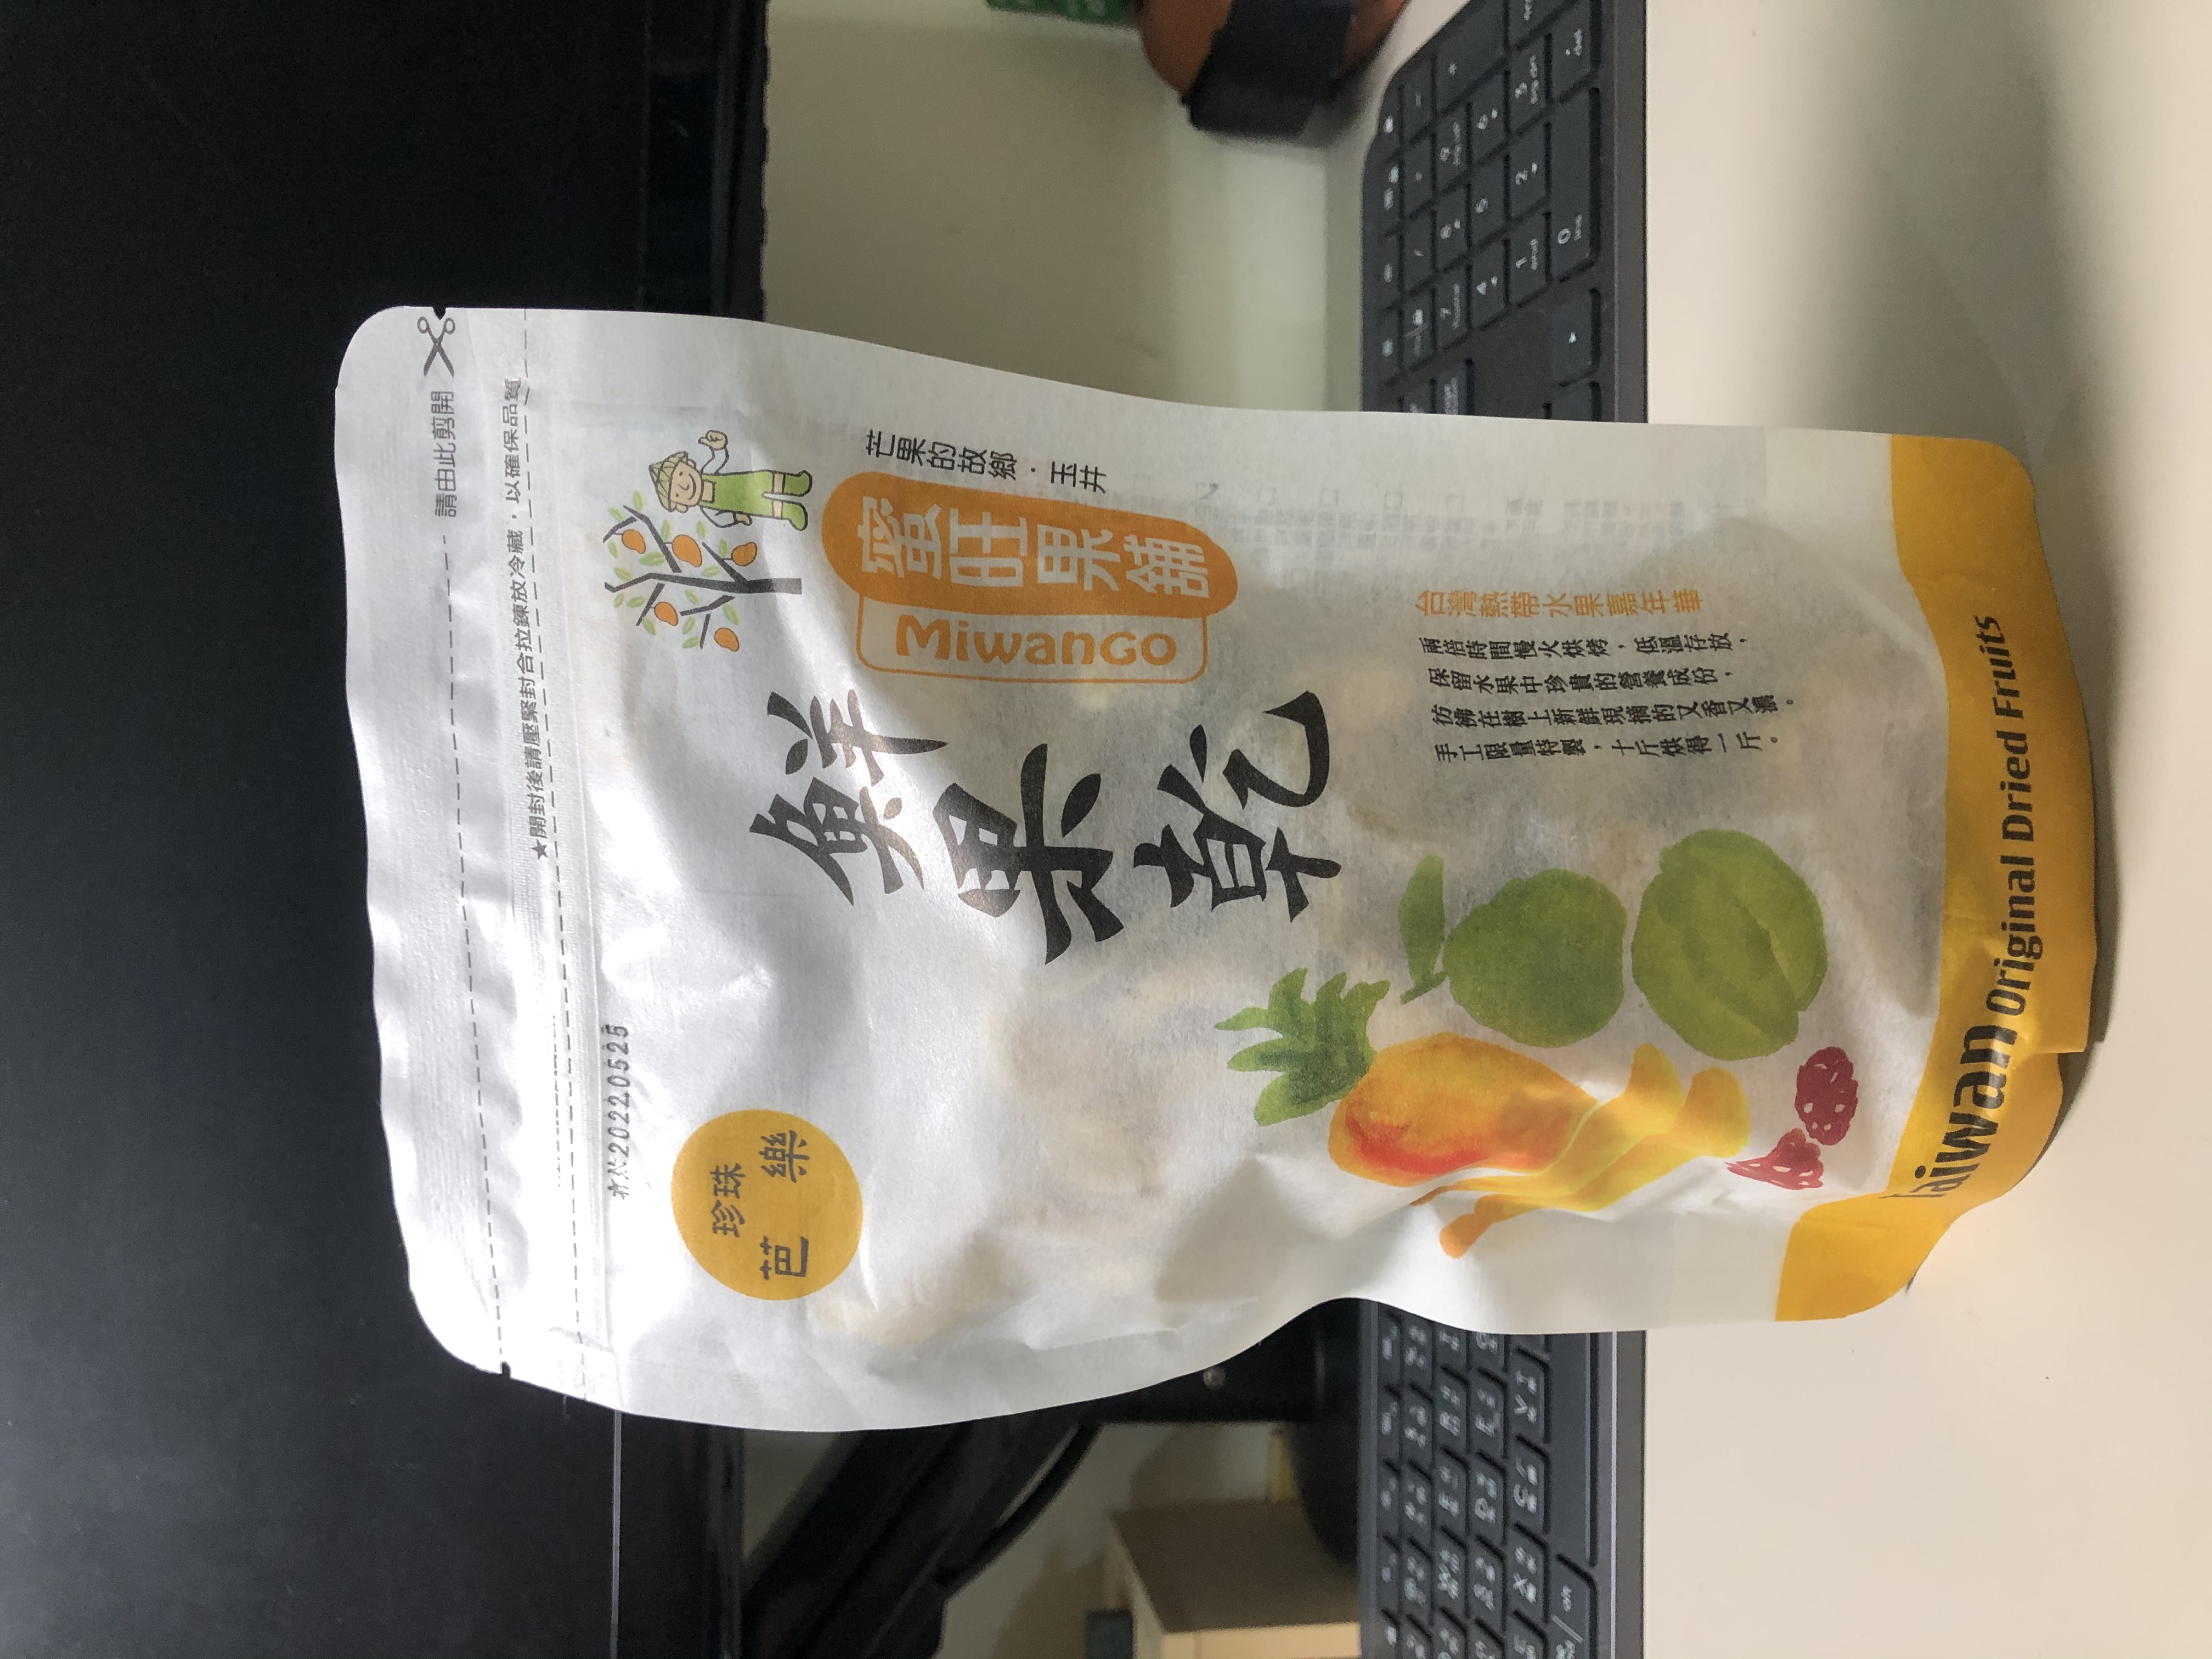 請由此剪開
★開封後請壓緊封合拉鍊放冷藏，以確保品質
20220525
珍珠
芭樂
鮮果乾
芒果的故鄉·玉井
蜜旺果舖
MiwanGo
台灣熱帶水果嘉年華
兩倍時間慢火烘烤，低溫存放，
保留水果中珍貴的營養成份，
彷彿在樹上新鮮現摘的又香又濃。
手工限量特製，十斤烘得一斤。
Taiwan Original Dried Fruits